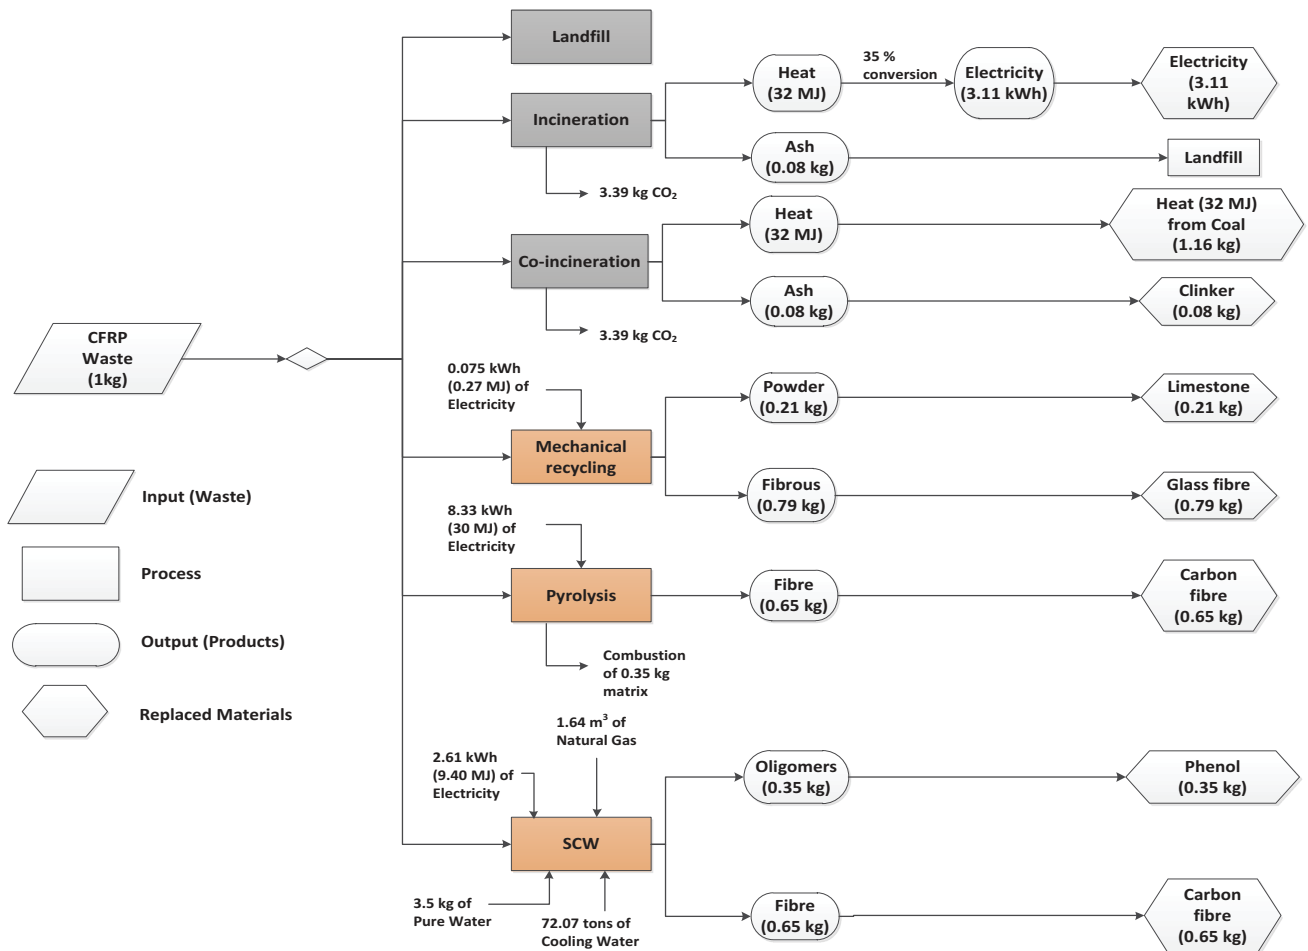 Landfill
Incineration
3.39 kg CO₂
Heat
(32 MJ)
35 %
conversion
Electricity
(3.11 kWh)
Electricity
(3.11
kWh)
Ash
(0.08 kg)
Landfill
Co-incineration
3.39 kg CO₂
Heat
(32 MJ)
Heat (32 MJ)
from Coal
(1.16 kg)
Ash
(0.08 kg)
Clinker
(0.08 kg)
CFRP
Waste
(1kg)
0.075 kWh
(0.27 MJ) of
Electricity
Mechanical
recycling
Powder
(0.21 kg)
Limestone
(0.21 kg)
Fibrous
(0.79 kg)
Glass fibre
(0.79 kg)
8.33 kWh
(30 MJ) of
Electricity
Pyrolysis
Fibre
(0.65 kg)
Carbon
fibre
(0.65 kg)
Combustion
of 0.35 kg
matrix
Input (Waste)
Process
Output (Products)
Replaced Materials
1.64 m³ of
Natural Gas
2.61 kWh
(9.40 MJ) of
Electricity
SCW
3.5 kg of
Pure Water
72.07 tons of
Cooling Water
Oligomers
(0.35 kg)
Phenol
(0.35 kg)
Fibre
(0.65 kg)
Carbon
fibre
(0.65 kg)